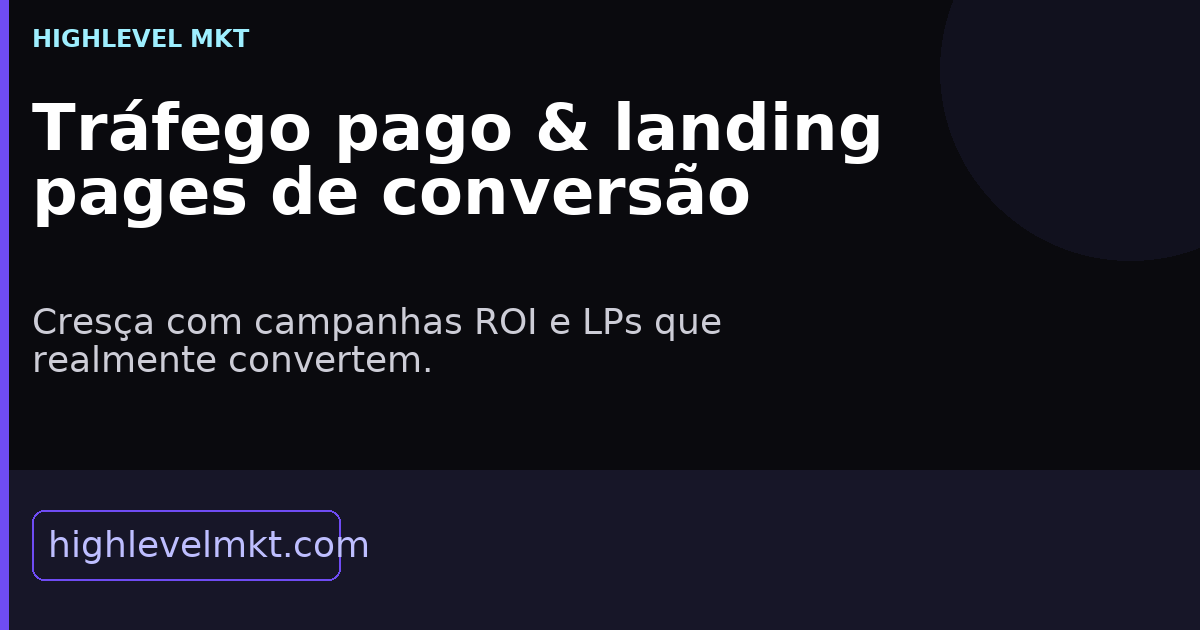 HIGHLEVEL MKT
Tráfego pago & landing
pages de conversão
Cresça com campanhas ROI e LPs que
realmente convertem.
highlevelmkt.com